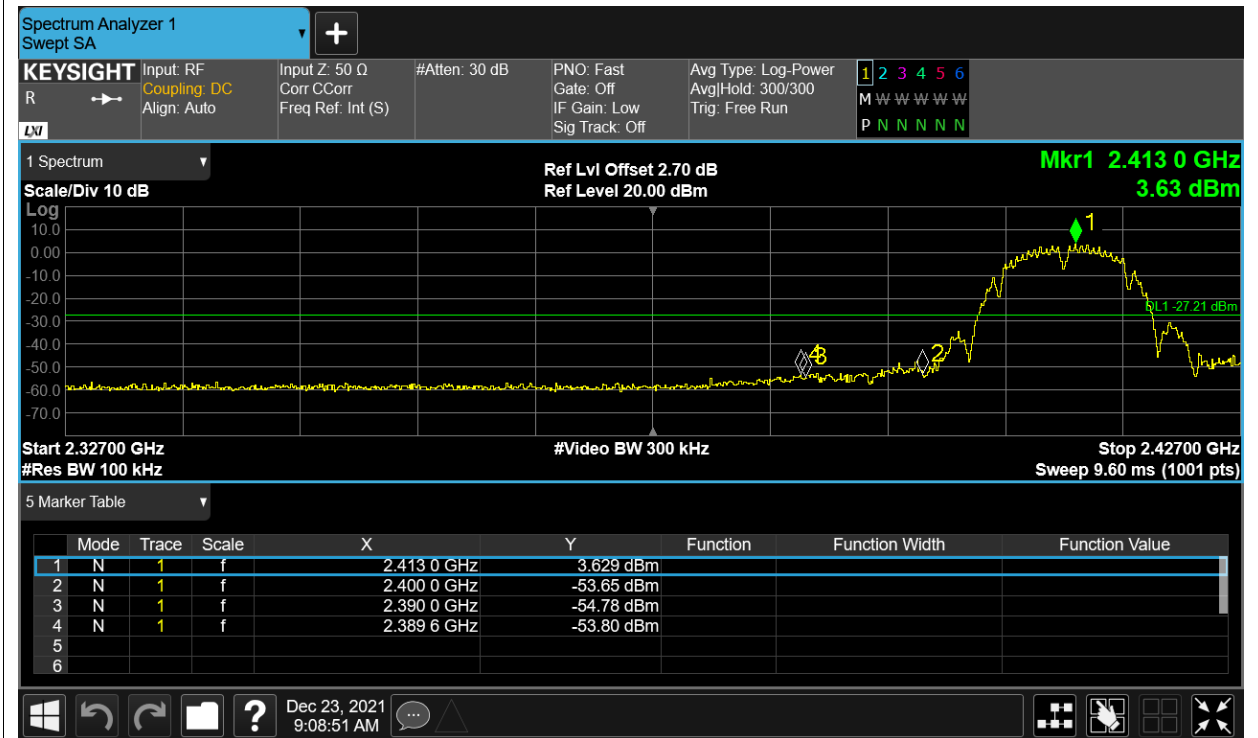 Spectrum Analyzer 1
Swept SA
+
KEYSIGHT Input: RF Input Z: 50 Ω #Atten: 30 dB PNO: Fast Avg Type: Log-Power 1 2 3 4 5 6
R Coupling: DC Corr CCorr Gate: Off Avg|Hold: 300/300 M W W W W W W
Align: Auto Freq Ref: Int (S) IF Gain: Low Trig: Free Run
LXI Sig Track: Off P N N N N N N
1 Spectrum Ref Lvl Offset 2.70 dB Mkr1 2.413 0 GHz
Scale/Div 10 dB Ref Level 20.00 dBm 3.63 dBm
Log
1
10.0
0.00
-10.0
-20.0
DL1 -27.21 dBm
-30.0
-40.0
4 3 2
-50.0
-60.0
-70.0
Start 2.32700 GHz #Video BW 300 kHz Stop 2.42700 GHz
#Res BW 100 kHz Sweep 9.60 ms (1001 pts)
5 Marker Table
Mode Trace Scale X Y Function Function Width Function Value
1 N 1 f 2.413 0 GHz 3.629 dBm
2 N 1 f 2.400 0 GHz -53.65 dBm
3 N 1 f 2.390 0 GHz -54.78 dBm
4 N 1 f 2.389 6 GHz -53.80 dBm
5
6
? Dec 23, 2021
9:08:51 AM